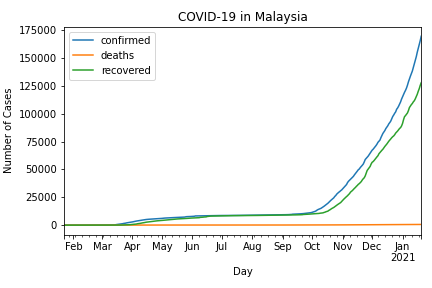 COVID-19 in Malaysia
confirmed
deaths
recovered
Number of Cases
175000
150000
125000
100000
75000
50000
25000
0
Feb Mar Apr May Jun Jul Aug Sep Oct Nov Dec Jan
2021
Day